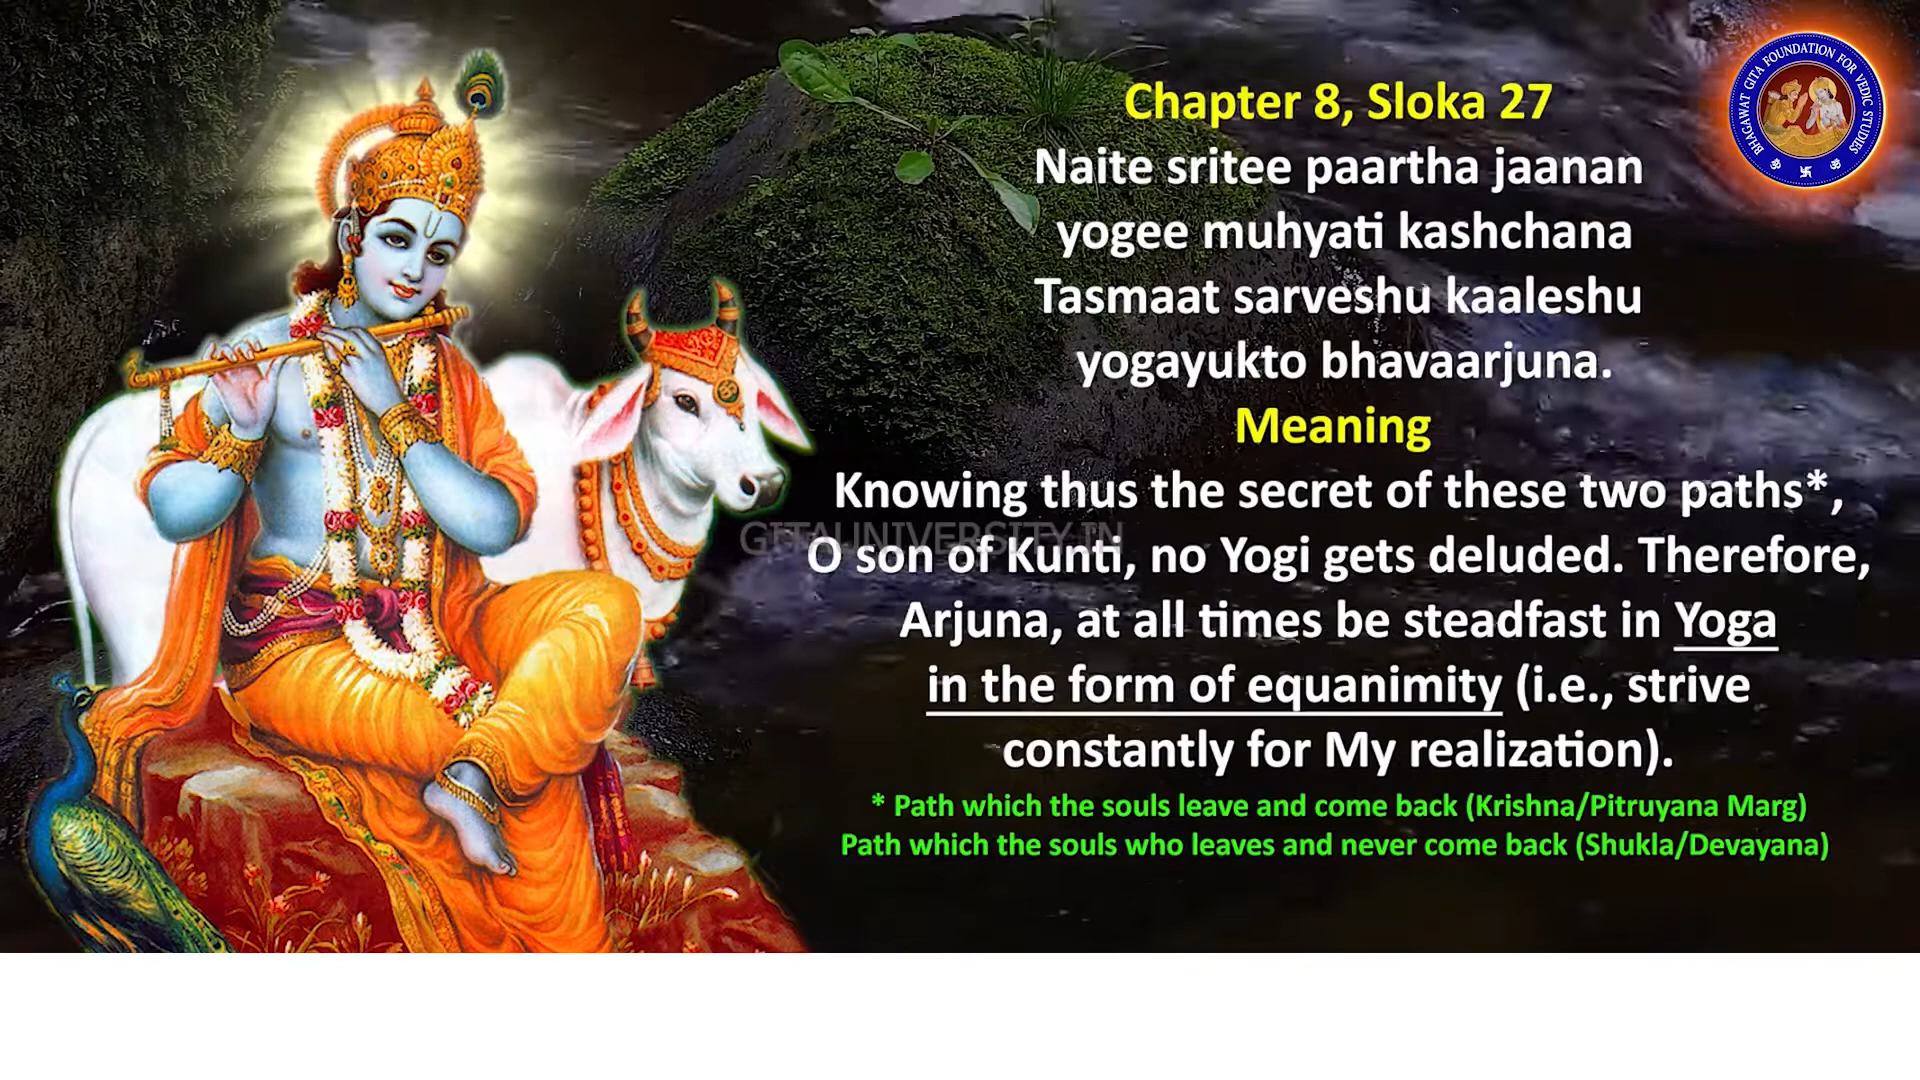 Chapter 8, Sloka 27
Naite sritee paartha jaanan
yogee muhyati kashchana
Tasmaat sarveshu kaaleshu
yogayukto bhavaarjuna.
Meaning
Knowing thus the secret of these two paths*,
O son of Kunti, no Yogi gets deluded. Therefore,
Arjuna, at all times be steadfast in Yoga
in the form of equanimity (i.e., strive
constantly for My realization).
* Path which the souls leave and come back (Krishna/Pitruyana Marg)
Path which the souls who leaves and never come back (Shukla/Devayana)
BHAGAWAT GITA FOUNDATION FOR VEDIC STUDIES
ॐ ॐ
GITAUNIVERSITY.IN